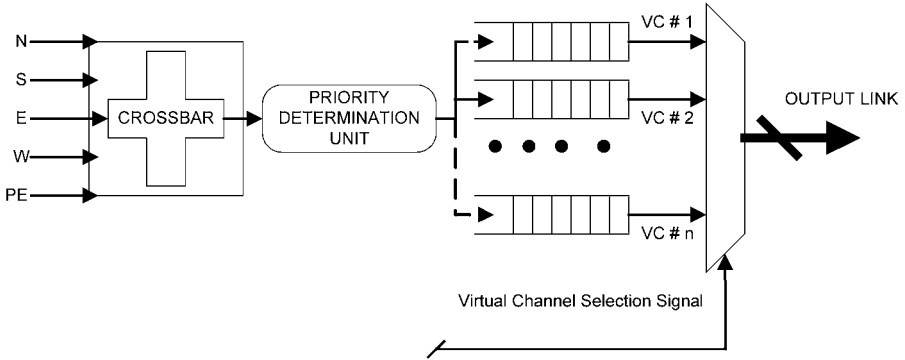 N
S
E
W
PE
CROSSBAR
PRIORITY
DETERMINATION
UNIT
VC # 1
VC # 2
VC # n
OUTPUT LINK
Virtual Channel Selection Signal